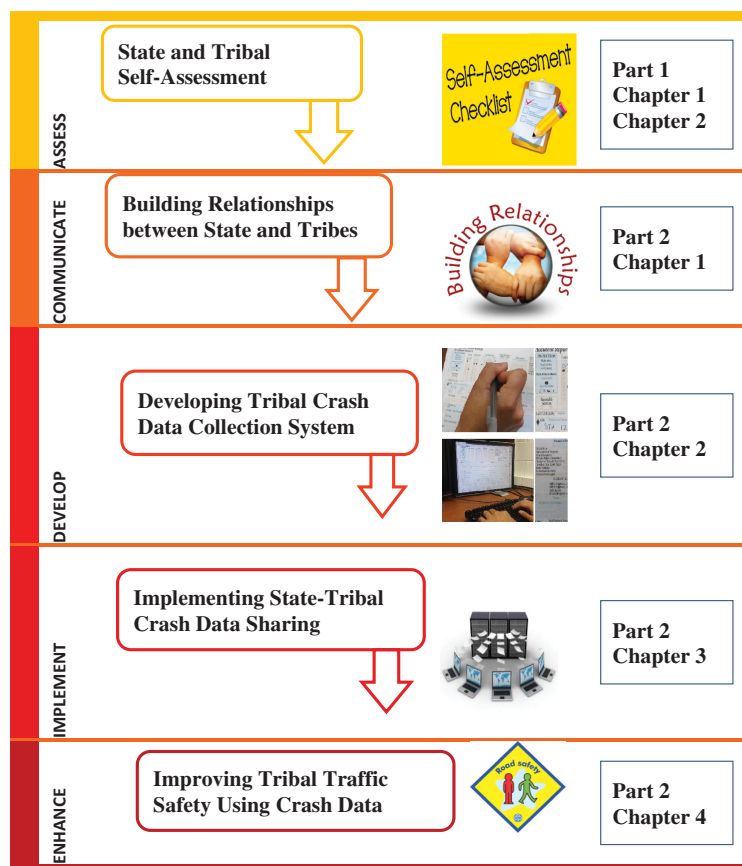 ASSESS
State and Tribal
Self-Assessment
Self-Assessment
Checklist
Part 1
Chapter 1
Chapter 2
COMMUNICATE
Building Relationships
between State and Tribes
Building Relationships
Part 2
Chapter 1
DEVELOP
Developing Tribal Crash
Data Collection System
Part 2
Chapter 2
IMPLEMENT
Implementing State-Tribal
Crash Data Sharing
Part 2
Chapter 3
ENHANCE
Improving Tribal Traffic
Safety Using Crash Data
Road safety
Part 2
Chapter 4